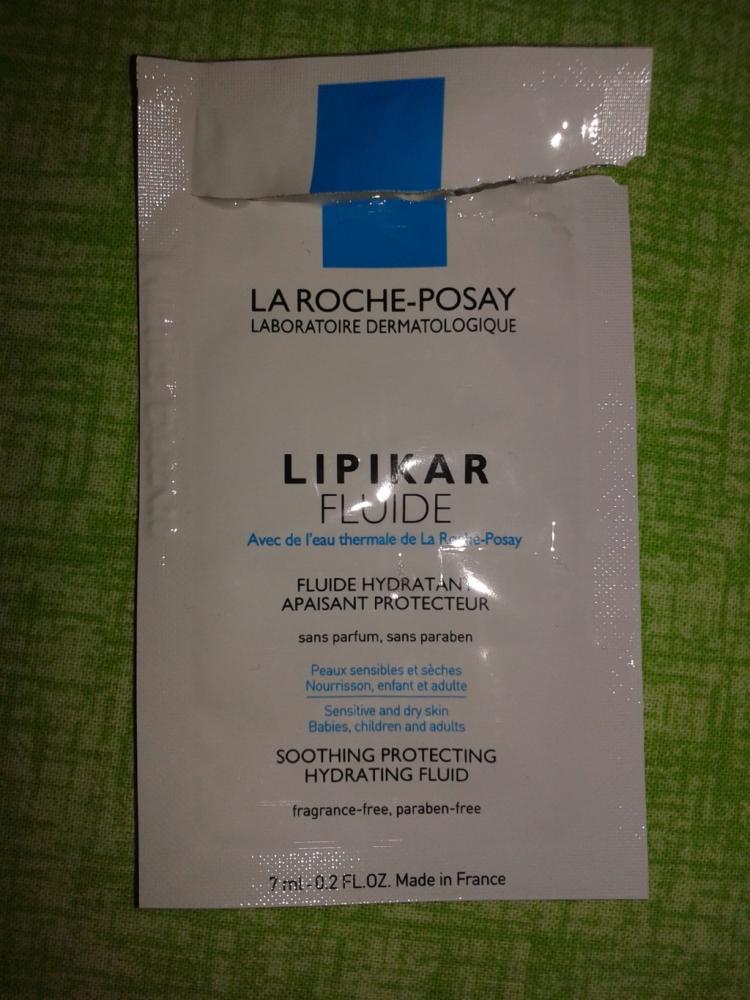 LA ROCHE-POSAY
LABORATOIRE DERMATOLOGIQUE
LIPIKAR
FLUIDE
Avec de l'eau thermale de La Roche-Posay
FLUIDE HYDRATANT
APAISANT PROTECTEUR
sans parfum, sans paraben
Peaux sensibles et sèches
Nourrisson, enfant et adulte
Sensitive and dry skin
Babies, children and adults
SOOTHING PROTECTING
HYDRATING FLUID
fragrance-free, paraben-free
7 ml - 0.2 FL.OZ. Made in France